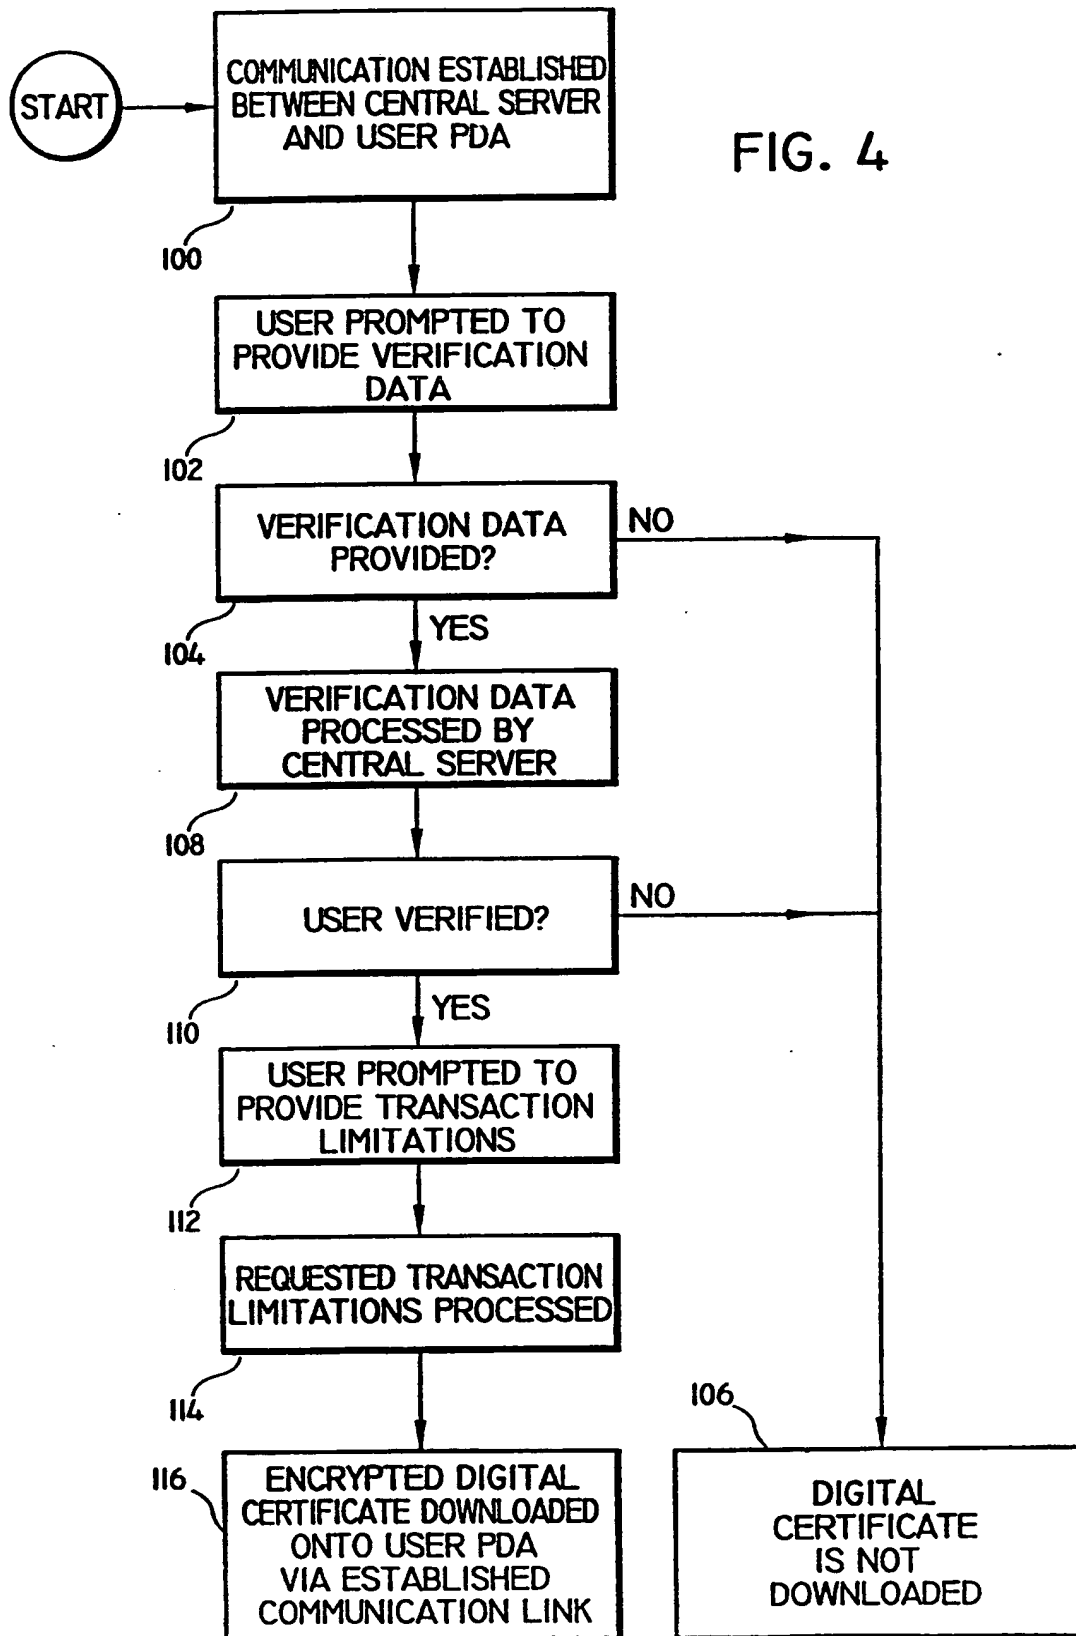 START
COMMUNICATION ESTABLISHED
BETWEEN CENTRAL SERVER
AND USER PDA
FIG. 4
100
USER PROMPTED TO
PROVIDE VERIFICATION
DATA
102
VERIFICATION DATA
PROVIDED?
NO
104
YES
VERIFICATION DATA
PROCESSED BY
CENTRAL SERVER
108
USER VERIFIED?
NO
110
YES
USER PROMPTED TO
PROVIDE TRANSACTION
LIMITATIONS
112
REQUESTED TRANSACTION
LIMITATIONS PROCESSED
114
116
ENCRYPTED DIGITAL
CERTIFICATE DOWNLOADED
ONTO USER PDA
VIA ESTABLISHED
COMMUNICATION LINK
106
DIGITAL
CERTIFICATE
IS NOT
DOWNLOADED